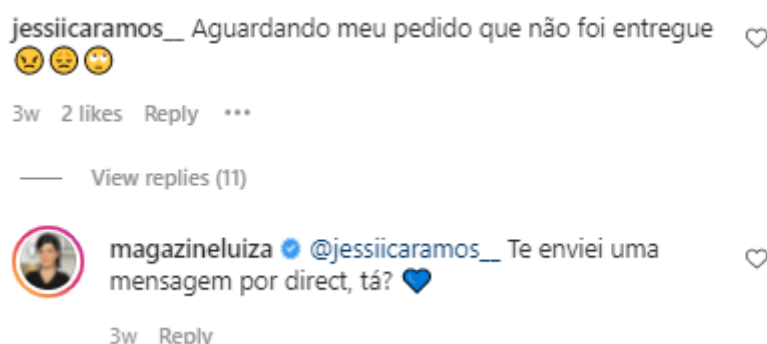 jessiicaramos__ Aguardando meu pedido que não foi entregue
😠😔🙄
3w 2 likes Reply ···
View replies (11)
magazineluiza @jessiicaramos__ Te enviei uma
mensagem por direct, tá? 💙
3w Reply